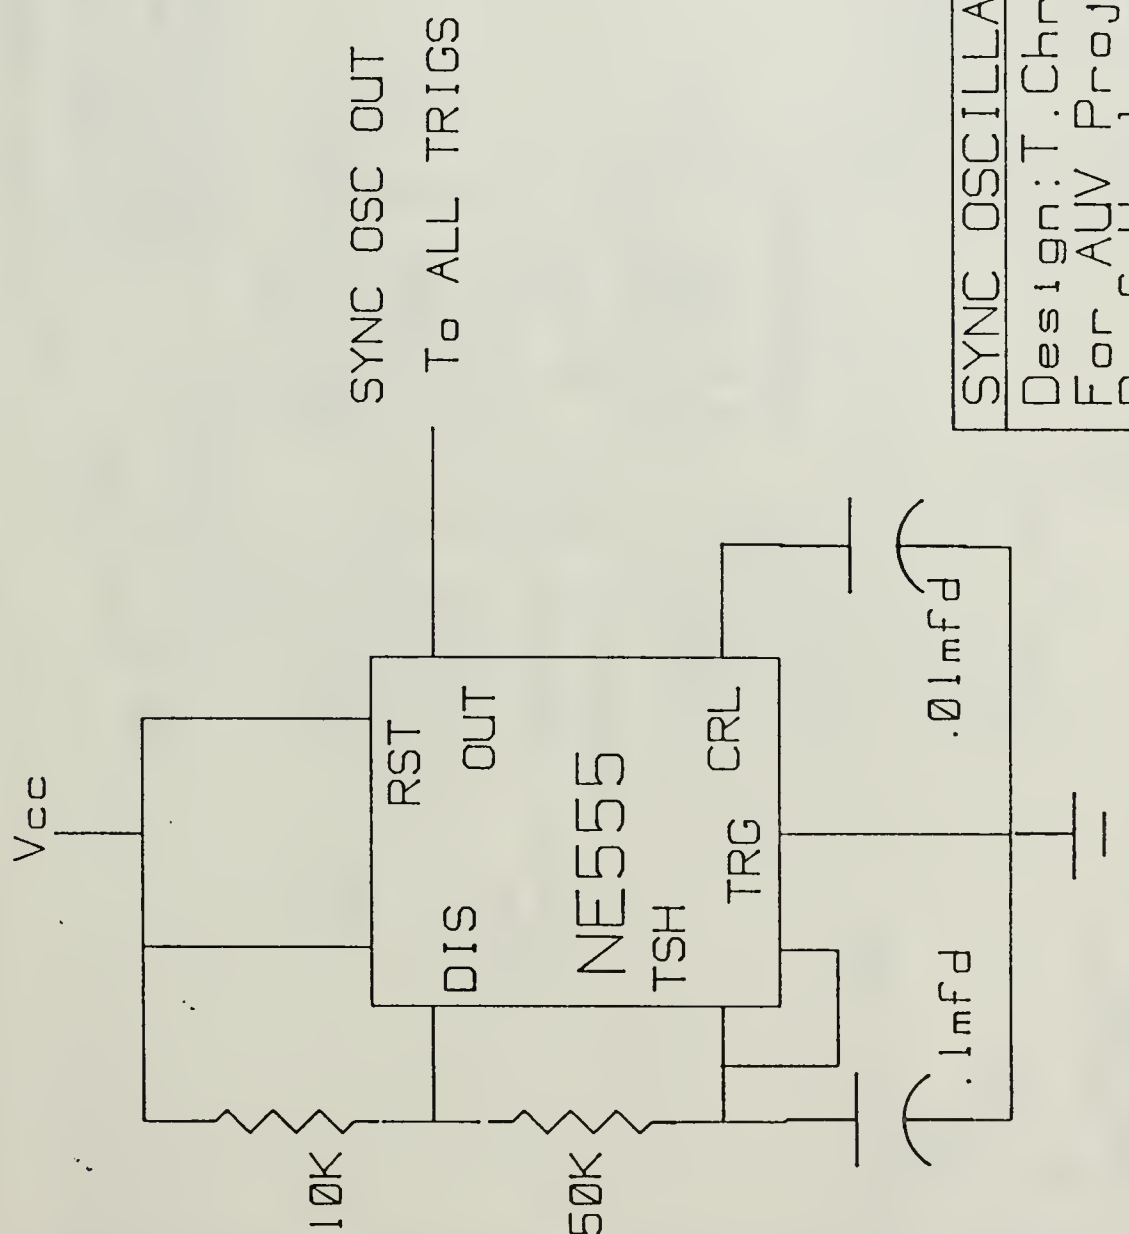 Vcc
SYNC OSC OUT
To ALL TRIGS
RST
OUT
DIS
NE555
TSH
TRG
CRL
10K
50K
.1mfd
.01mfd
SYNC OSCILLA
Design: T. Chr
For AUV Proj